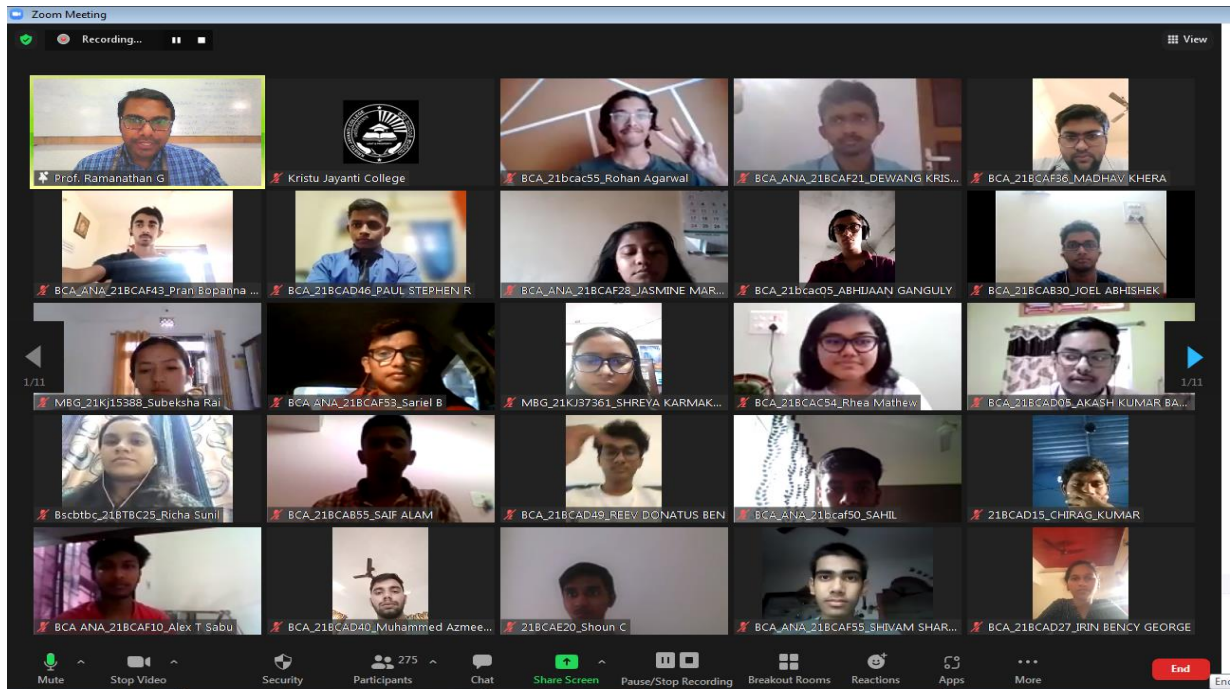 Zoom Meeting
Recording...
View
Prof. Ramanathan G
Kristu Jayanti College
BCA_21bcac55_Rohan Agarwal
BCA_ANA_21BCAF21_DEWANG KRIS...
BCA_21BCAF36_MADHAV KHERA
BCA_ANA_21BCAF43_Pran Bopanna ...
BCA_21BCAD46_PAUL STEPHEN R
BCA_ANA_21BCAF28_JASMINE MAR...
BCA_21bcac05_ABHIJAAN GANGULY
BCA_21BCAB30_JOEL ABHISHEK
1/11
1/11
MBG_21Kj15388_Subeksha Rai
BCA ANA_21BCAF53_Sariel B
MBG_21KJ37361_SHREYA KARMAK...
BCA_21BCAC54_Rhea Mathew
BCA_21BCAD05_AKASH KUMAR BA...
Bscbtbc_21BTBC25_Richa Sunil
BCA_21BCAB55_SAIF ALAM
BCA_21BCAD49_REEV DONATUS BEN
BCA_ANA_21bcaf50_SAHIL
21BCAD15_CHIRAG_KUMAR
BCA ANA_21BCAF10_Alex T Sabu
BCA_21BCAD40_Muhammed Azmee...
21BCAE20_Shoun C
BCA_ANA_21BCAF55_SHIVAM SHAR...
BCA_21BCAD27_IRIN BENCY GEORGE
Mute
Stop Video
Security
Participants
275
Chat
Share Screen
Pause/Stop Recording
Breakout Rooms
Reactions
Apps
More
End